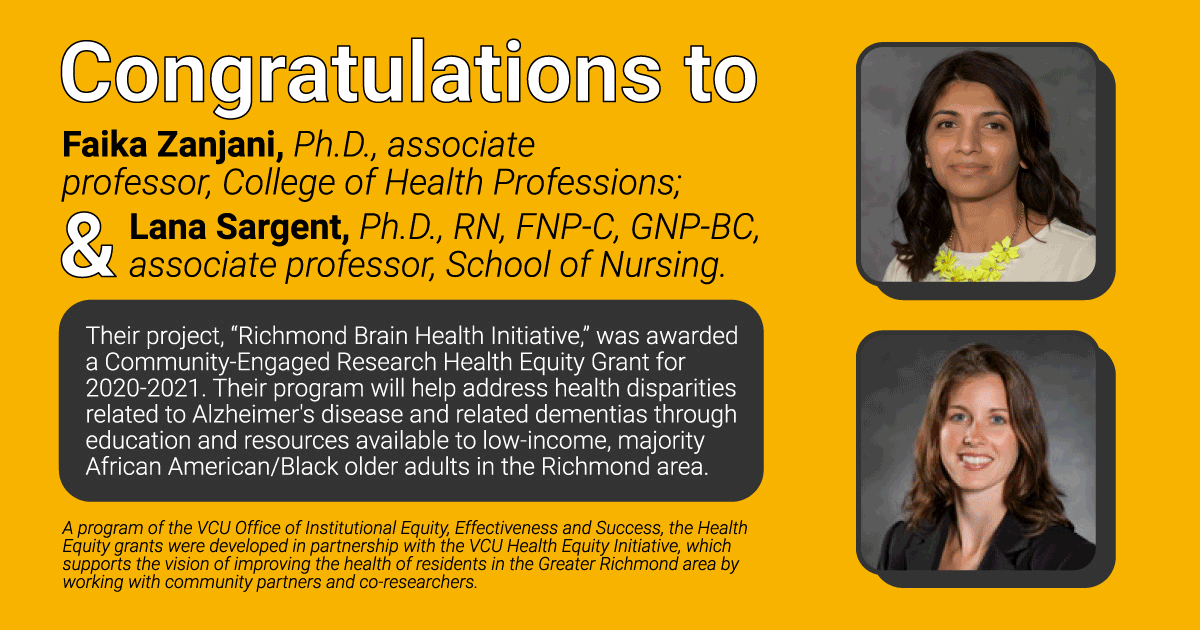 Congratulations to
Faika Zanjani, Ph.D., associate
professor, College of Health Professions;
& Lana Sargent, Ph.D., RN, FNP-C, GNP-BC,
associate professor, School of Nursing.
Their project, “Richmond Brain Health Initiative,” was awarded
a Community-Engaged Research Health Equity Grant for
2020-2021. Their program will help address health disparities
related to Alzheimer's disease and related dementias through
education and resources available to low-income, majority
African American/Black older adults in the Richmond area.
A program of the VCU Office of Institutional Equity, Effectiveness and Success, the Health
Equity grants were developed in partnership with the VCU Health Equity Initiative, which
supports the vision of improving the health of residents in the Greater Richmond area by
working with community partners and co-researchers.